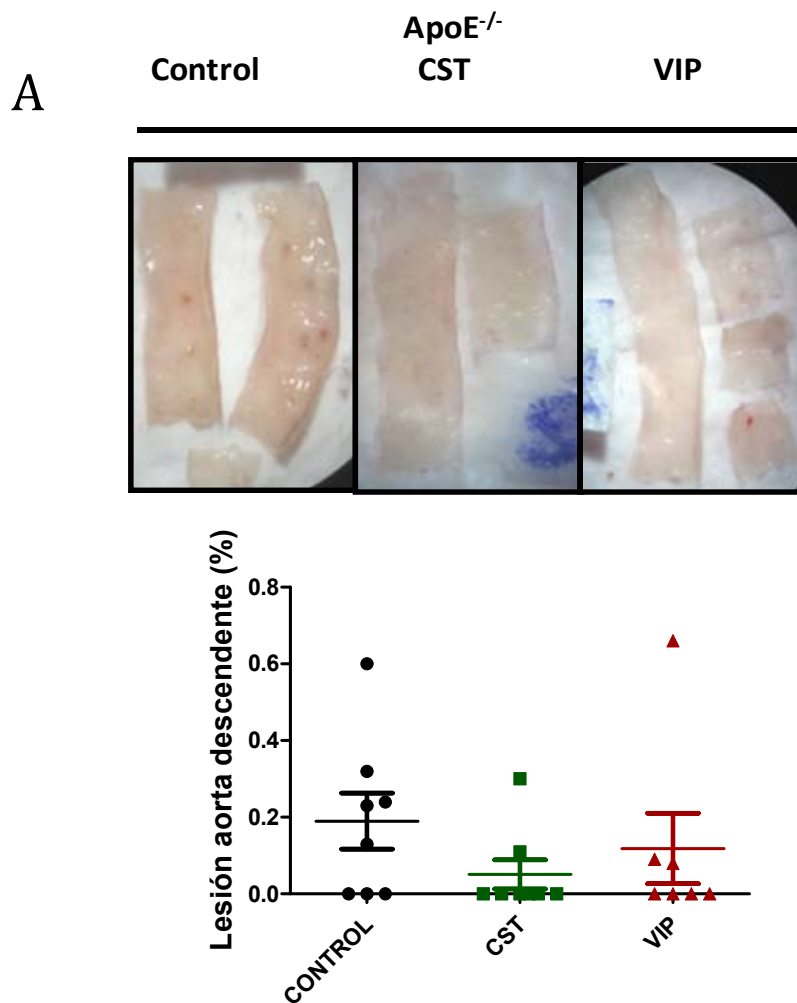 ApoE-/-
Control CST VIP
A
Lesión aorta descendente (%)
0.8
0.6
0.4
0.2
0.0
CONTROL
CST
VIP